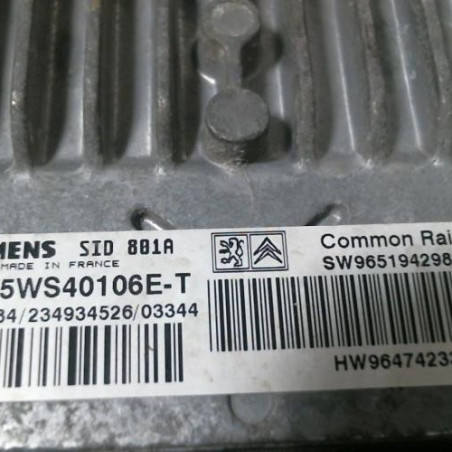 MENS SID 801A
MADE IN FRANCE
5WS40106E-T
34/234934526/03344
Common Rai
SW965194298
HW96474233